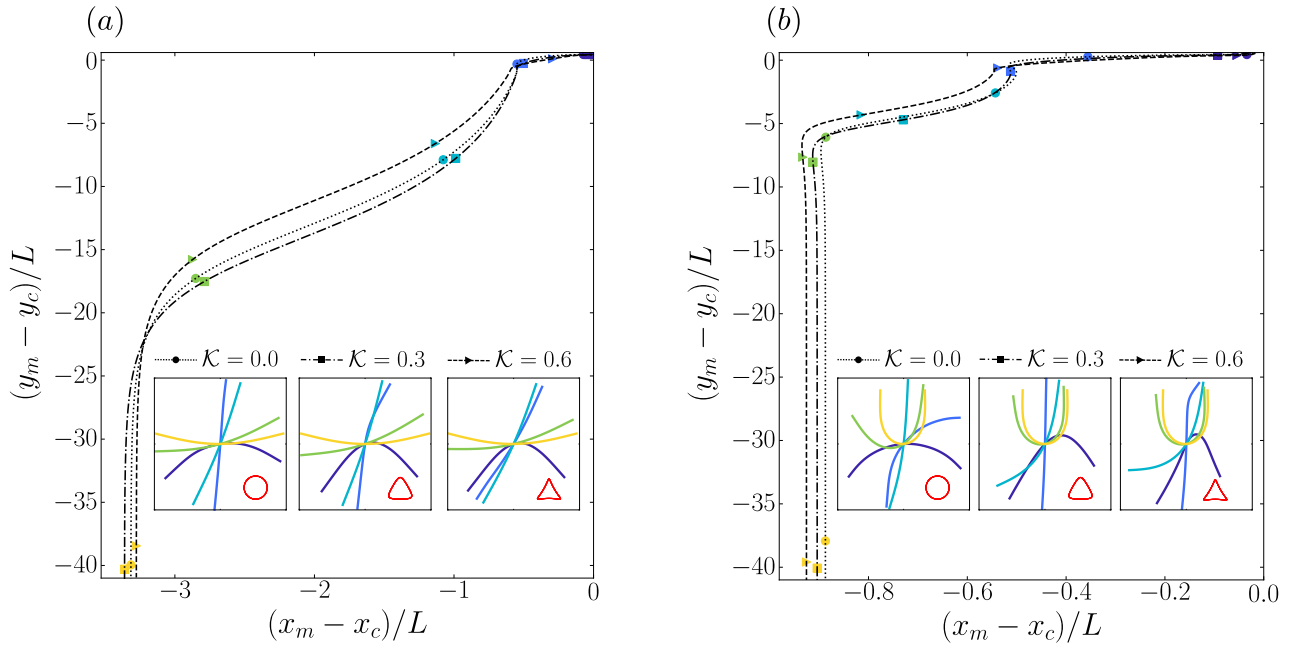 (a)
0
−5
−10
−15
−20
−25
−30
−35
−40
(y_m − y_c)/L
𝒦 = 0.0
𝒦 = 0.3
𝒦 = 0.6
−3
−2
−1
0
(x_m − x_c)/L
(b)
0
−5
−10
−15
−20
−25
−30
−35
−40
(y_m − y_c)/L
𝒦 = 0.0
𝒦 = 0.3
𝒦 = 0.6
−0.8
−0.6
−0.4
−0.2
0.0
(x_m − x_c)/L